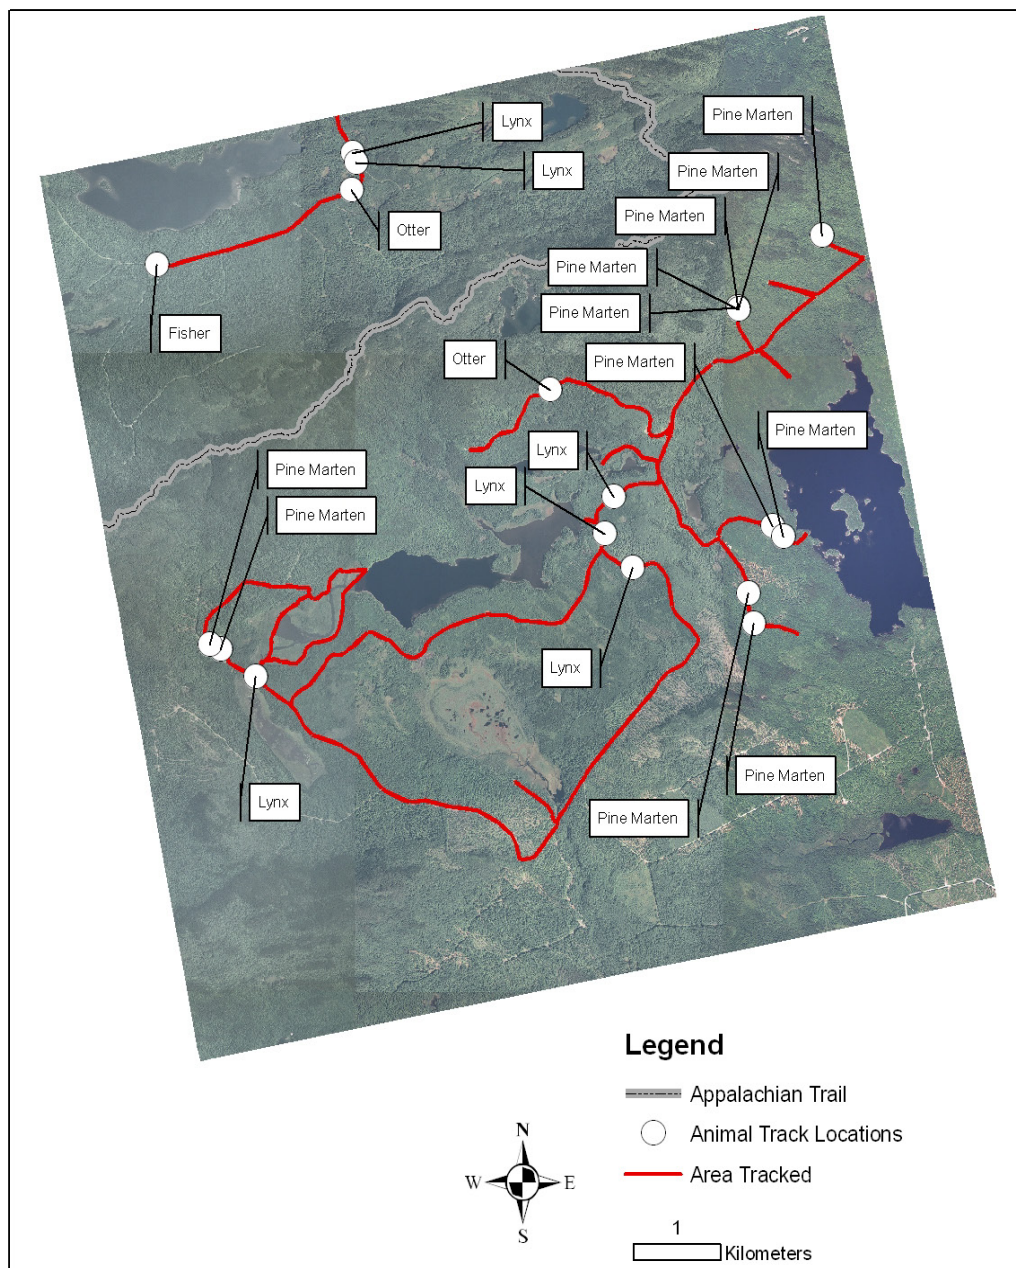 Lynx
Pine Marten
Lynx
Pine Marten
Otter
Pine Marten
Pine Marten
Pine Marten
Fisher
Otter
Pine Marten
Pine Marten
Lynx
Pine Marten
Lynx
Pine Marten
Lynx
Pine Marten
Lynx
Pine Marten
Legend
Appalachian Trail
Animal Track Locations
Area Tracked
N
W
E
S
1
Kilometers